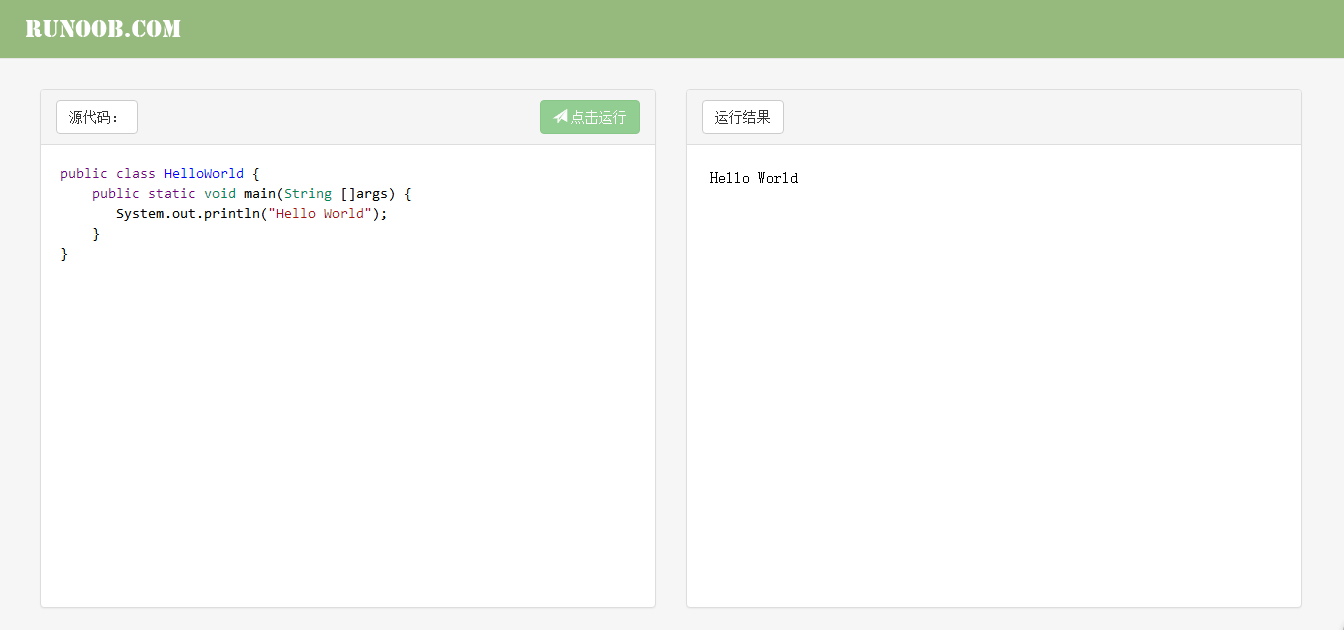 RUNOOB.COM
源代码：
点击运行
public class HelloWorld {
    public static void main(String []args) {
       System.out.println("Hello World");
    }
}
运行结果
Hello World